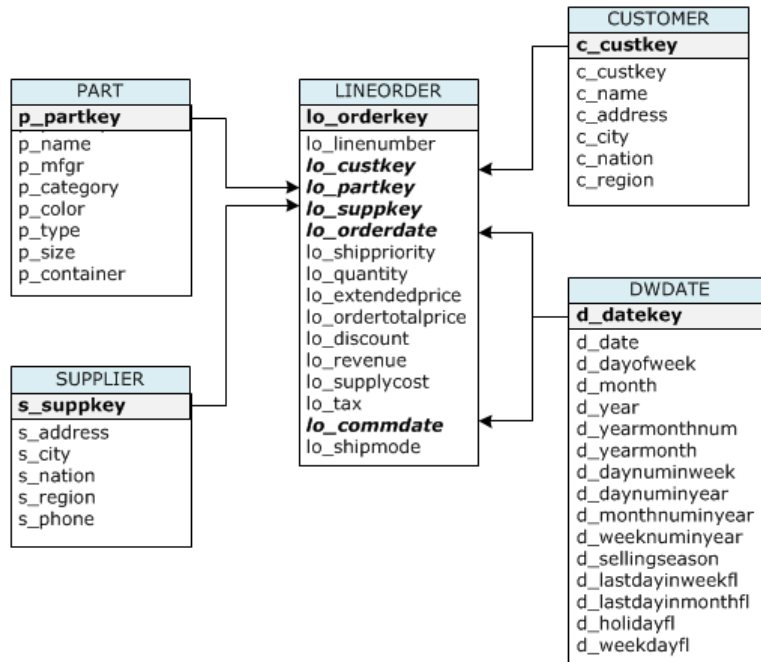 PART
p_partkey
p_name
p_mfgr
p_category
p_color
p_type
p_size
p_container
SUPPLIER
s_suppkey
s_address
s_city
s_nation
s_region
s_phone
LINEORDER
lo_orderkey
lo_linenumber
lo_custkey
lo_partkey
lo_suppkey
lo_orderdate
lo_shippriority
lo_quantity
lo_extendedprice
lo_ordertotalprice
lo_discount
lo_revenue
lo_supplycost
lo_tax
lo_commdate
lo_shipmode
CUSTOMER
c_custkey
c_custkey
c_name
c_address
c_city
c_nation
c_region
DWDATE
d_datekey
d_date
d_dayofweek
d_month
d_year
d_yearmonthnum
d_yearmonth
d_daynuminweek
d_daynuminyear
d_monthnuminyear
d_weeknuminyear
d_sellingseason
d_lastdayinweekfl
d_lastdayinmonthfl
d_holidayfl
d_weekdayfl